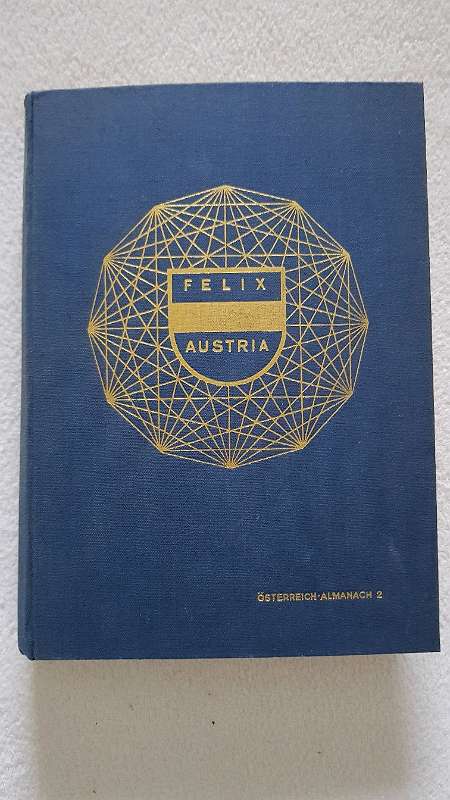 FELIX
AUSTRIA
ÖSTERREICH-ALMANACH 2